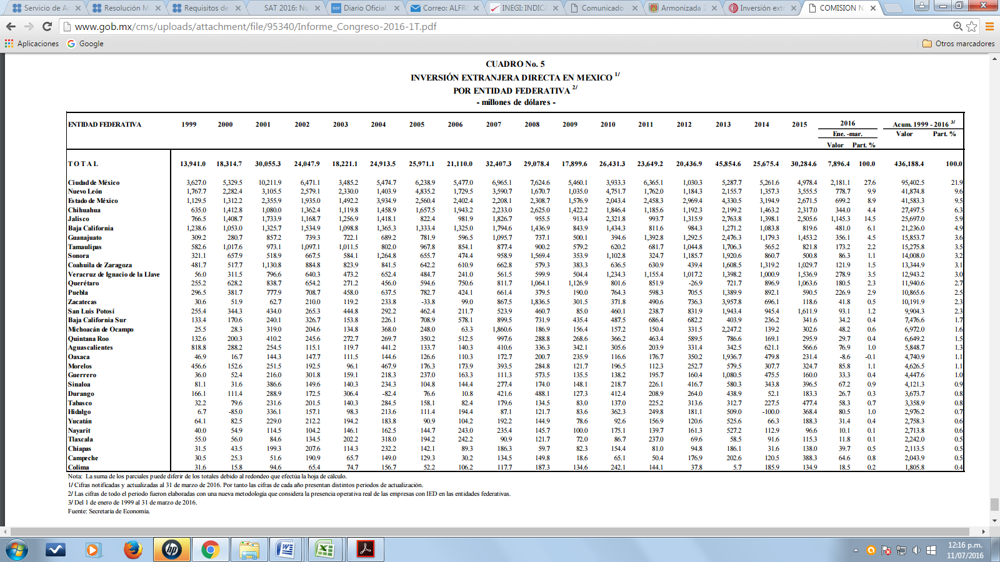 Servicio de Ac
Resolución M
Requisitos de
SAT 2016: Nu
Diario Oficial
Correo: ALFR
INEGI: INDICA
Comunicado
Armonizada 2
Inversión extr
COMISION N
www.gob.mx/cms/uploads/attachment/file/95340/Informe_Congreso-2016-1T.pdf
Aplicaciones Google Otros marcadores
CUADRO No. 5
INVERSIÓN EXTRANJERA DIRECTA EN MEXICO 1/
POR ENTIDAD FEDERATIVA 2/
- millones de dólares -
ENTIDAD FEDERATIVA 1999 2000 2001 2002 2003 2004 2005 2006 2007 2008 2009 2010 2011 2012 2013 2014 2015 2016 Acum. 1999 - 2016 3/
Ene. -mar. Valor Part. %
Valor Part. %
T O T A L 13,941.0 18,314.7 30,055.3 24,047.9 18,221.1 24,913.5 25,971.1 21,110.0 32,407.3 29,078.4 17,899.6 26,431.3 23,649.2 20,436.9 45,854.6 25,675.4 30,284.6 7,896.4 100.0 436,188.4 100.0
Ciudad de México 3,627.0 5,329.5 10,211.9 6,471.1 3,485.2 5,474.7 6,238.9 5,477.0 6,965.1 7,624.6 5,460.1 3,933.3 6,365.1 1,030.3 5,287.7 5,261.6 4,978.4 2,181.1 27.6 95,402.5 21.9
Nuevo León 1,767.7 2,282.4 3,105.5 2,579.1 2,330.0 1,403.9 4,835.2 1,729.5 3,590.7 1,670.7 1,035.0 4,751.7 1,762.0 1,184.3 2,155.7 1,357.3 3,555.5 778.7 9.9 41,874.8 9.6
Estado de México 1,129.5 1,312.2 2,355.9 1,935.0 1,492.2 3,934.9 2,560.4 2,402.4 2,208.1 2,308.7 1,576.9 2,043.4 2,458.3 2,969.4 4,330.5 3,194.9 2,671.5 699.2 8.9 41,583.3 9.5
Chihuahua 635.0 1,412.8 1,080.0 1,362.4 1,119.8 1,458.9 1,657.5 1,943.2 2,233.0 2,625.0 1,422.2 1,846.4 1,185.6 1,192.3 2,199.2 1,463.2 2,317.0 344.0 4.4 27,497.5 6.3
Jalisco 766.5 1,408.7 1,733.9 1,168.7 1,256.9 1,418.1 822.4 981.9 1,826.7 955.5 913.4 2,321.8 993.7 1,315.9 2,763.8 1,398.1 2,505.6 1,145.3 14.5 25,697.0 5.9
Baja California 1,238.6 1,053.0 1,325.7 1,534.9 1,098.8 1,365.3 1,333.4 1,325.0 1,794.6 1,436.9 843.9 1,434.3 811.6 984.3 1,271.2 1,083.8 819.6 481.0 6.1 21,236.0 4.9
Guanajuato 309.2 280.7 857.2 739.3 722.1 689.2 781.9 596.5 1,095.7 737.1 500.1 394.6 1,392.8 1,292.5 2,476.3 1,179.3 1,453.2 356.1 4.5 15,853.7 3.6
Tamaulipas 582.6 1,017.6 973.1 1,097.1 1,011.5 802.0 967.8 854.1 877.4 900.2 579.2 620.2 681.7 1,044.8 1,706.3 565.2 821.8 173.2 2.2 15,275.8 3.5
Sonora 321.1 657.9 518.9 667.5 584.1 1,264.8 655.7 474.4 958.9 1,569.4 353.9 1,102.8 324.7 1,185.7 1,920.6 860.7 500.8 86.3 1.1 14,008.0 3.2
Coahuila de Zaragoza 481.7 517.7 1,130.8 884.8 823.9 841.5 642.2 610.9 662.8 579.3 383.3 636.5 630.9 439.4 1,608.5 1,319.2 1,029.7 121.9 1.5 13,344.9 3.1
Veracruz de Ignacio de la Llave 56.0 311.5 796.6 640.3 473.2 652.4 484.7 241.0 561.5 599.9 504.4 1,234.3 1,155.4 1,017.2 1,398.2 1,000.9 1,536.9 278.9 3.5 12,943.2 3.0
Querétaro 255.2 628.2 838.7 654.2 271.2 456.0 594.6 750.6 811.7 1,064.1 1,126.9 801.6 851.9 -26.9 721.7 896.9 1,063.6 180.5 2.3 11,940.6 2.7
Puebla 296.5 381.7 777.9 708.7 458.0 637.5 782.7 424.1 661.4 379.5 190.0 764.3 598.3 705.5 1,389.9 892.1 590.5 226.9 2.9 10,865.6 2.5
Zacatecas 30.6 51.9 62.7 210.0 119.2 233.8 -33.8 99.0 867.5 1,836.5 301.5 371.8 490.6 736.3 3,957.8 696.1 118.6 41.8 0.5 10,191.9 2.3
San Luis Potosí 255.4 344.3 434.0 265.3 444.8 292.2 462.4 211.7 523.9 460.7 85.0 460.1 238.7 831.9 1,943.4 945.4 1,611.9 93.1 1.2 9,904.3 2.3
Baja California Sur 133.4 170.6 240.1 326.7 153.8 226.1 708.9 578.1 899.5 731.9 435.4 487.5 686.4 682.2 403.9 236.2 341.6 34.2 0.4 7,476.6 1.7
Michoacán de Ocampo 25.5 28.3 319.0 204.6 134.8 368.0 248.0 63.3 1,860.6 186.9 156.4 157.2 150.4 331.5 2,247.2 139.2 302.6 48.2 0.6 6,972.0 1.6
Quintana Roo 132.6 200.3 410.2 245.6 272.7 269.7 350.2 512.5 997.6 288.8 268.6 366.2 463.4 589.5 786.6 169.1 295.9 29.7 0.4 6,649.2 1.5
Aguascalientes 818.8 288.2 254.5 115.1 119.7 441.2 133.7 140.3 410.6 336.3 342.1 305.6 203.9 331.4 342.5 621.1 566.6 76.9 1.0 5,848.7 1.3
Oaxaca 46.9 16.7 144.3 147.7 111.5 144.6 126.6 110.3 172.7 200.7 235.9 116.6 176.7 350.2 1,936.7 479.8 231.4 -8.6 -0.1 4,740.9 1.1
Morelos 456.6 152.6 251.5 192.5 96.1 467.9 176.3 173.9 393.5 284.8 121.7 196.5 112.3 252.7 579.5 307.7 324.7 85.8 1.1 4,626.5 1.1
Guerrero 36.0 52.4 216.0 301.8 159.1 218.3 237.0 163.3 111.3 573.5 135.5 138.2 195.7 160.4 1,080.5 475.5 160.0 33.3 0.4 4,447.6 1.0
Sinaloa 81.1 31.6 386.6 149.6 140.3 234.3 104.8 144.4 277.4 174.0 148.1 218.7 226.1 416.7 580.3 343.8 396.5 67.2 0.9 4,121.3 0.9
Durango 166.1 111.4 288.9 172.5 306.4 -82.4 76.6 10.8 421.6 488.1 127.3 412.4 208.9 264.0 438.9 52.1 183.3 26.7 0.3 3,673.7 0.8
Tabasco 32.2 79.6 231.6 201.5 140.3 284.5 158.1 82.4 179.6 134.5 83.0 137.0 225.2 313.6 312.7 227.5 477.4 58.3 0.7 3,358.9 0.8
Hidalgo 6.7 -85.0 336.1 157.1 98.3 213.6 111.4 194.4 87.1 121.7 83.6 362.3 249.8 181.1 509.0 -100.0 368.4 80.5 1.0 2,976.2 0.7
Yucatán 64.1 82.5 229.0 212.2 194.2 183.8 90.9 104.2 192.2 144.9 78.6 92.6 156.9 120.6 525.6 66.3 188.3 31.4 0.4 2,758.3 0.6
Nayarit 40.0 54.9 114.5 104.2 146.1 162.5 144.7 243.0 235.4 145.7 100.0 175.1 139.7 161.3 527.2 112.9 96.6 10.1 0.1 2,713.8 0.6
Tlaxcala 55.0 56.0 84.6 134.5 202.2 318.0 194.2 242.2 90.9 121.7 72.0 86.7 237.0 69.6 58.5 91.6 115.3 11.8 0.1 2,242.0 0.5
Chiapas 31.5 43.5 199.3 207.6 114.3 232.2 142.1 89.3 186.3 59.7 82.3 154.4 81.0 94.8 186.1 31.6 138.0 39.7 0.5 2,113.5 0.5
Campeche 30.5 25.3 51.6 190.9 65.7 149.0 129.3 30.2 134.5 149.8 18.6 65.1 50.4 176.9 202.6 120.5 388.3 64.6 0.8 2,043.9 0.5
Colima 31.6 15.8 94.6 65.4 74.7 156.7 52.2 106.2 117.7 187.3 134.6 242.1 144.1 37.8 5.7 185.9 134.9 18.5 0.2 1,805.8 0.4
Nota: La suma de los parciales puede diferir de los totales debido al redondeo que efectúa la hoja de cálculo.
1/ Cifras notificadas y actualizadas al 31 de marzo de 2016. Por tanto las cifras de cada año presentan distintos periodos de actualización.
2/ Las cifras de todo el periodo fueron elaboradas con una nueva metodología que considera la presencia operativa real de las empresas con IED en las entidades federativas.
3/ Del 1 de enero de 1999 al 31 de marzo de 2016.
Fuente: Secretaría de Economía.
12:16 p.m.
11/07/2016